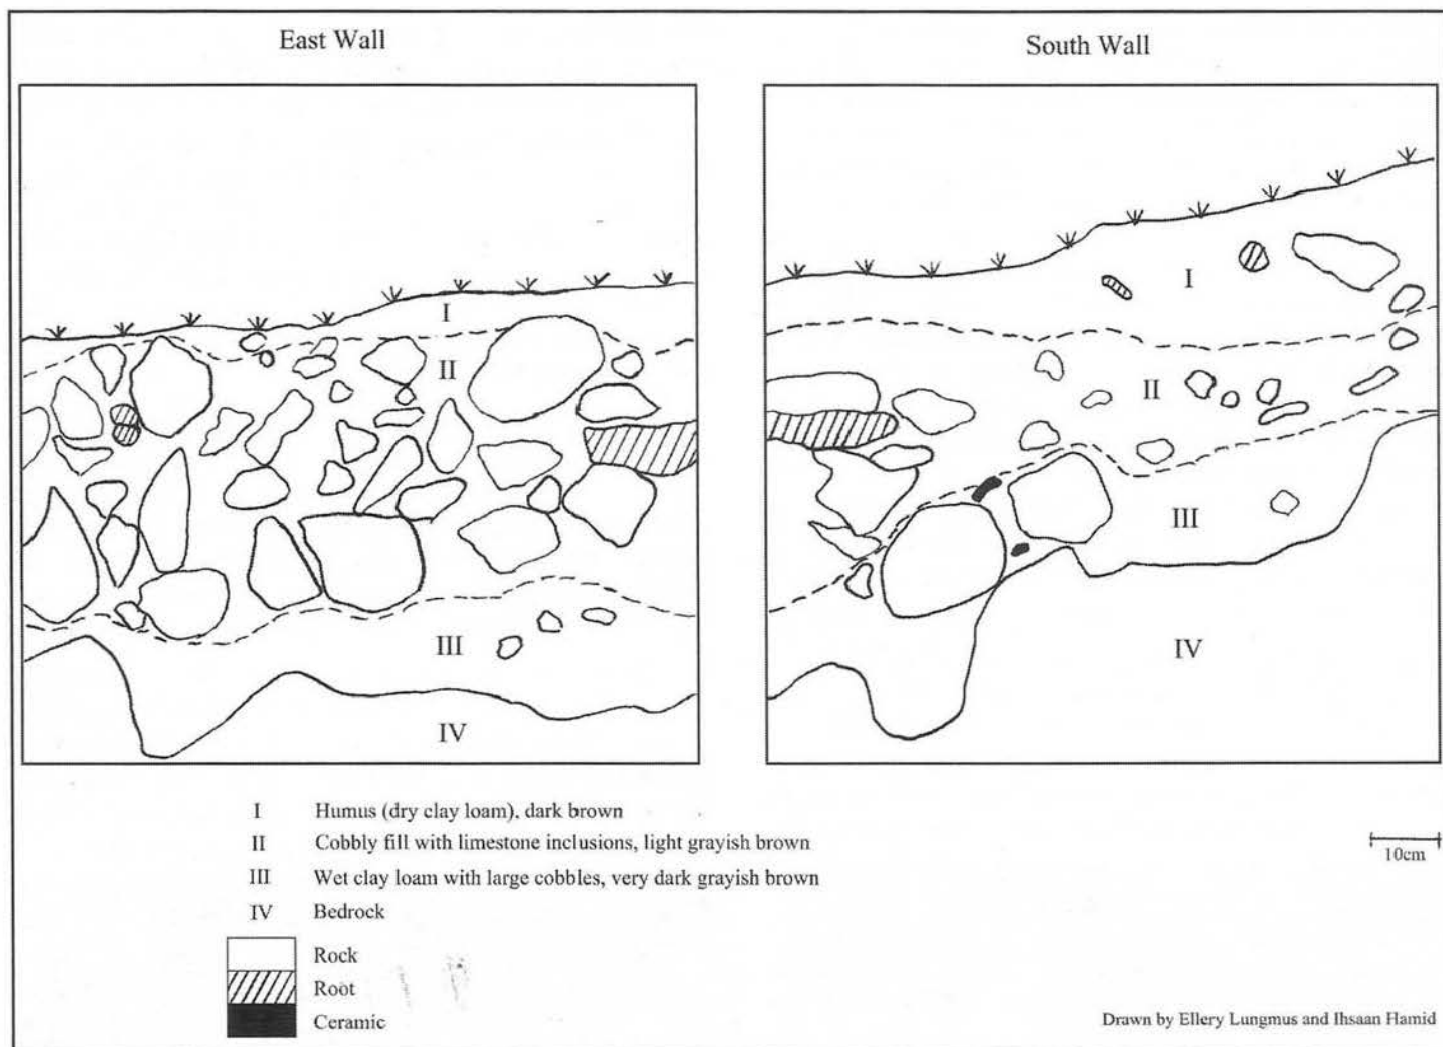 East Wall
South Wall
I
II
III
IV
I
II
III
IV
I Humus (dry clay loam), dark brown
II Cobbly fill with limestone inclusions, light grayish brown
III Wet clay loam with large cobbles, very dark grayish brown
IV Bedrock
10cm
Rock
Root
Ceramic
Drawn by Ellery Lungmus and Ihsaan Hamid